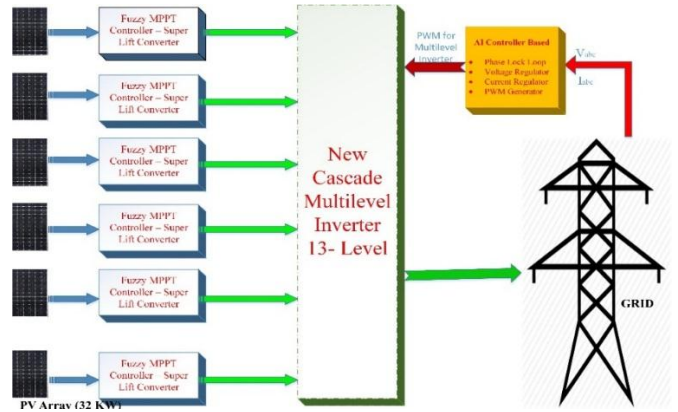 Fuzzy MPPT
Controller – Super
Lift Converter
Fuzzy MPPT
Controller – Super
Lift Converter
Fuzzy MPPT
Controller – Super
Lift Converter
Fuzzy MPPT
Controller – Super
Lift Converter
Fuzzy MPPT
Controller – Super
Lift Converter
Fuzzy MPPT
Controller – Super
Lift Converter
PV Array (32 KW)
New
Cascade
Multilevel
Inverter
13- Level
PWM for
Multilevel
Inverter
AI Controller Based
• Phase Lock Loop
• Voltage Regulator
• Current Regulator
• PWM Generator
Vabc
Iabc
GRID